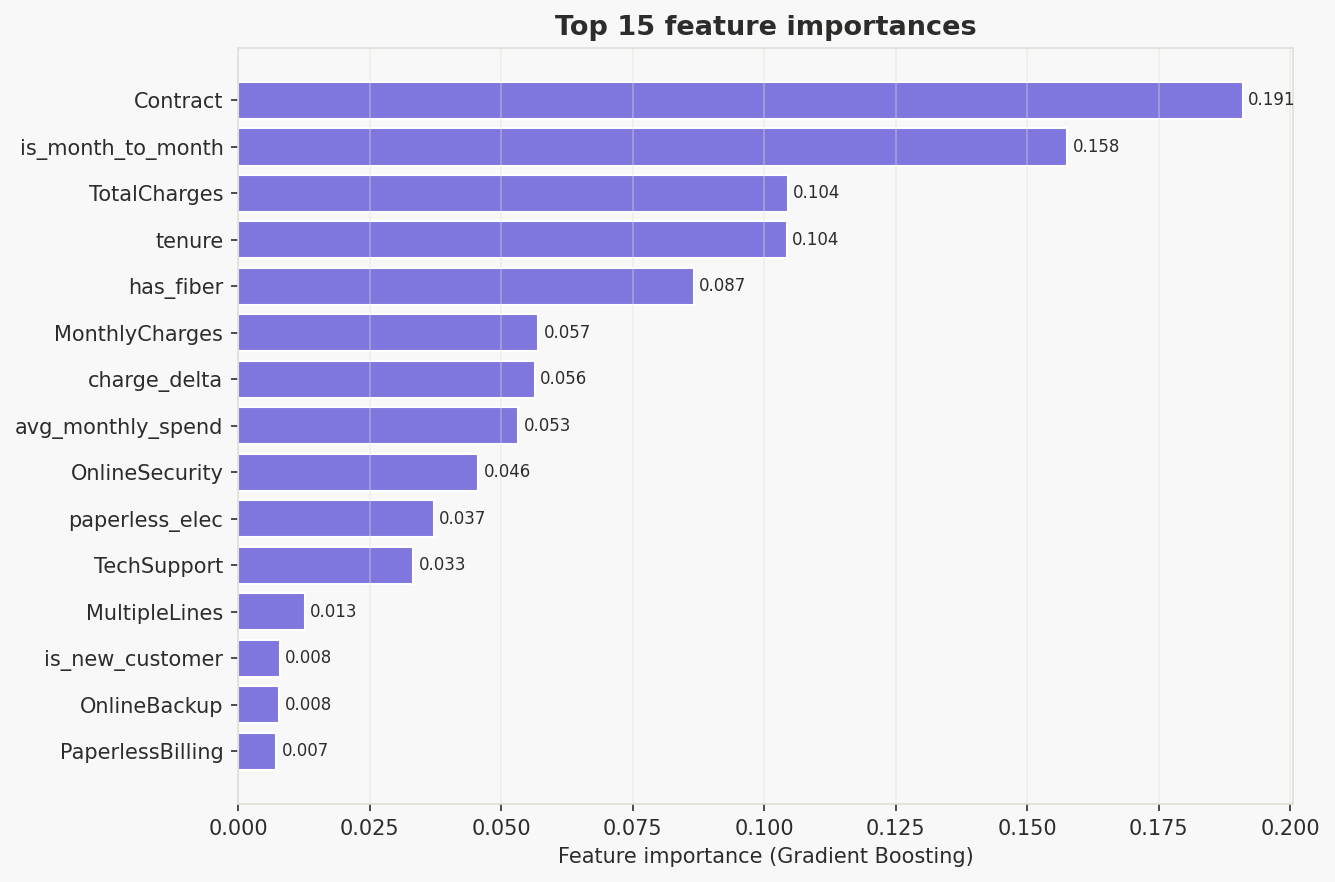 Top 15 feature importances
Contract 0.191
is_month_to_month 0.158
TotalCharges 0.104
tenure 0.104
has_fiber 0.087
MonthlyCharges 0.057
charge_delta 0.056
avg_monthly_spend 0.053
OnlineSecurity 0.046
paperless_elec 0.037
TechSupport 0.033
MultipleLines 0.013
is_new_customer 0.008
OnlineBackup 0.008
PaperlessBilling 0.007
0.000 0.025 0.050 0.075 0.100 0.125 0.150 0.175 0.200
Feature importance (Gradient Boosting)